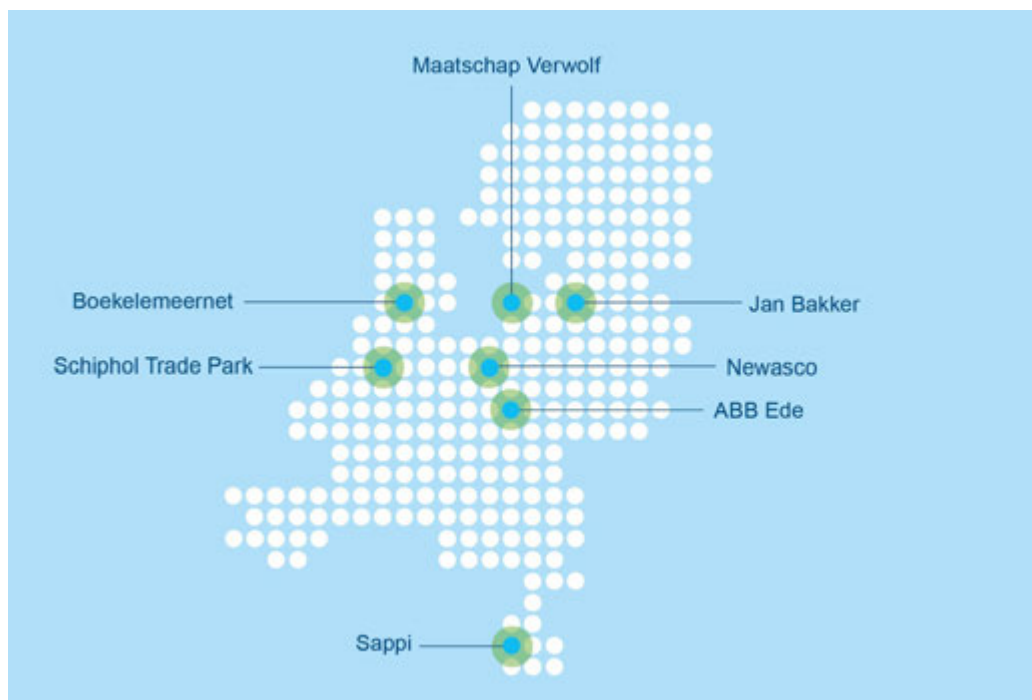 Maatschap Verwolf
Boekelemeernet
Jan Bakker
Schiphol Trade Park
Newasco
ABB Ede
Sappi